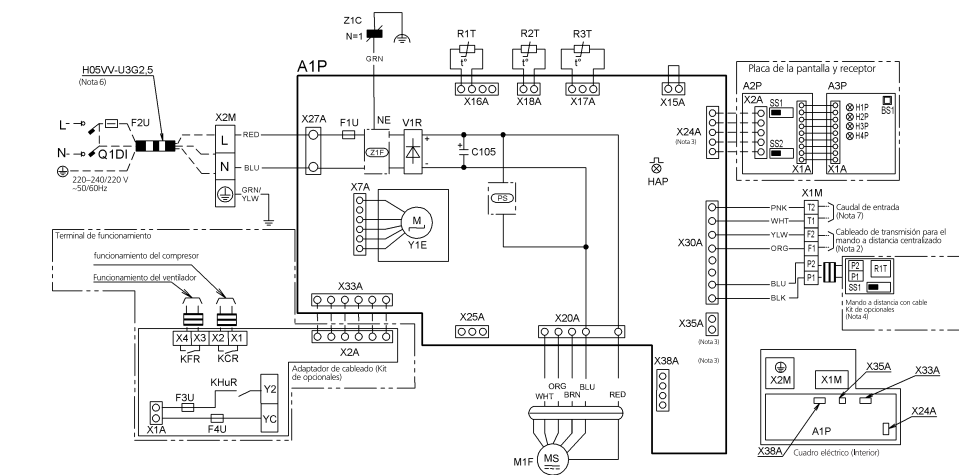 Z1C
N=1
GRN
R1T
t°
X16A
R2T
t°
X18A
R3T
t°
X17A
X15A
A1P
H05VV-U3G2,5
(Nota 6)
L
F2U
N
Q1DI
220–240/220 V
~50/60Hz
X2M
L
N
RED
BLU
GRN/
YLW
X27A
F1U
NE
Z1F
V1R
+
-
+
C105
PS
X7A
M
Y1E
HAP
X24A
(Nota 3)
Placa de la pantalla y receptor
A2P
X2A
SS1
SS2
X1A
A3P
BS1
H1P
H2P
H3P
H4P
X1A
X30A
X1M
PNK
WHT
YLW
ORG
BLU
BLK
T2
T1
F2
F1
P2
P1
Caudal de entrada
(Nota 7)
Cableado de transmisión para el
mando a distancia centralizado
(Nota 2)
P2
P1
R1T
SS1
Mando a distancia con cable
Kit de opcionales
(Nota 4)
X35A
(Nota 3)
(Nota 3)
X38A
Terminal de funcionamiento
funcionamiento del compresor
Funcionamiento del ventilador
X4
X3
X2
X1
KFR
KCR
X33A
X2A
Adaptador de cableado (Kit
de opcionales)
KHuR
F3U
F4U
X1A
Y2
YC
X25A
X20A
WHT
ORG
BRN
BLU
RED
M1F
MS
X2M
X1M
X35A
X33A
X24A
A1P
X38A
Cuadro eléctrico (Interior)